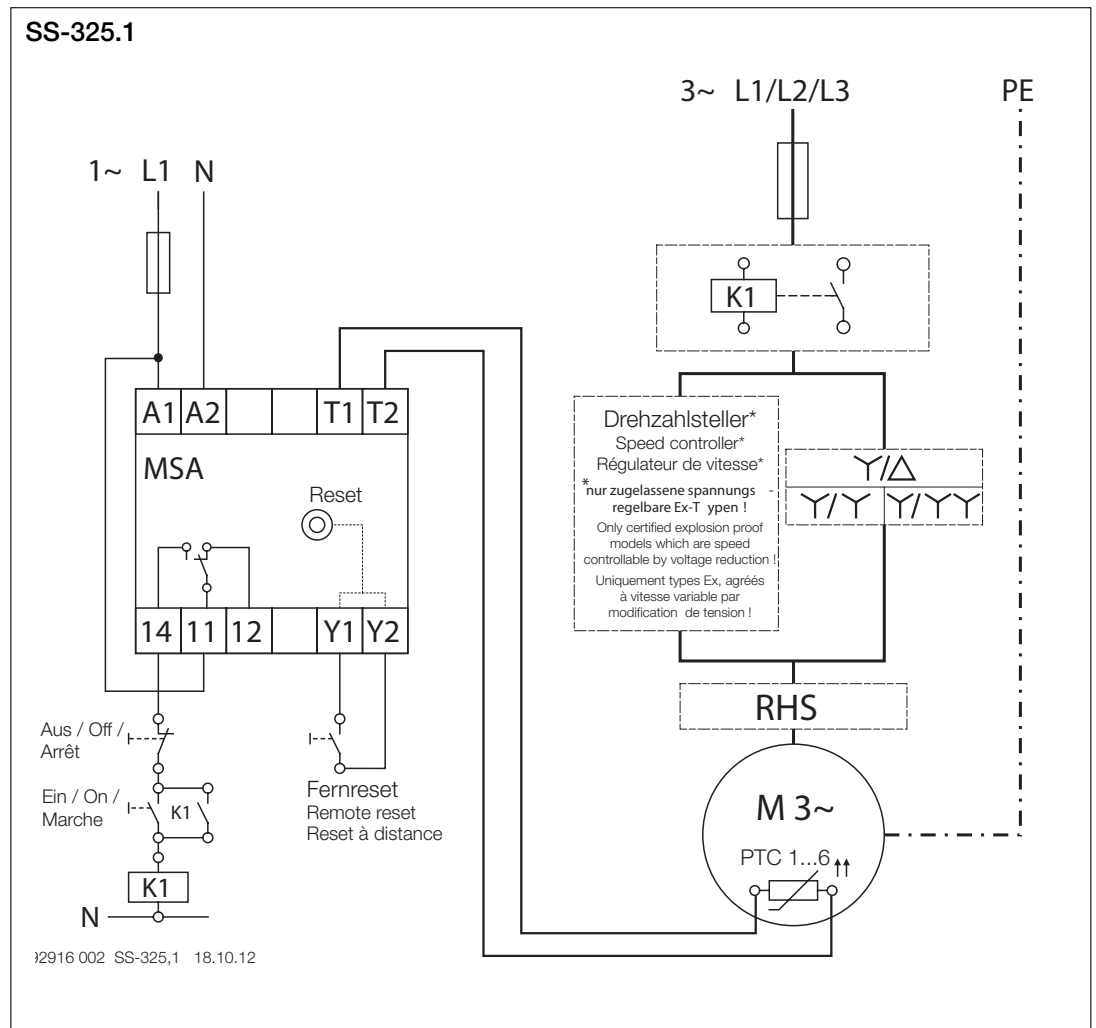 SS-325.1
3~ L1/L2/L3
PE
1~ L1 N
K1
A1 A2 T1 T2
MSA
Reset
14 11 12 Y1 Y2
Drehzahlsteller*
Speed controller*
Régulateur de vitesse*
*nur zugelassene spannungs -
regelbare Ex-T ypen !
Only certified explosion proof
models which are speed
controllable by voltage reduction !
Uniquement types Ex, agréés
à vitesse variable par
modification de tension !
Y/△
Y/Y Y/YY
RHS
Aus / Off /
Arrêt
Ein / On /
Marche
K1
K1
N
Fernreset
Remote reset
Reset à distance
M 3~
PTC 1...6
2916 002 SS-325,1 18.10.12